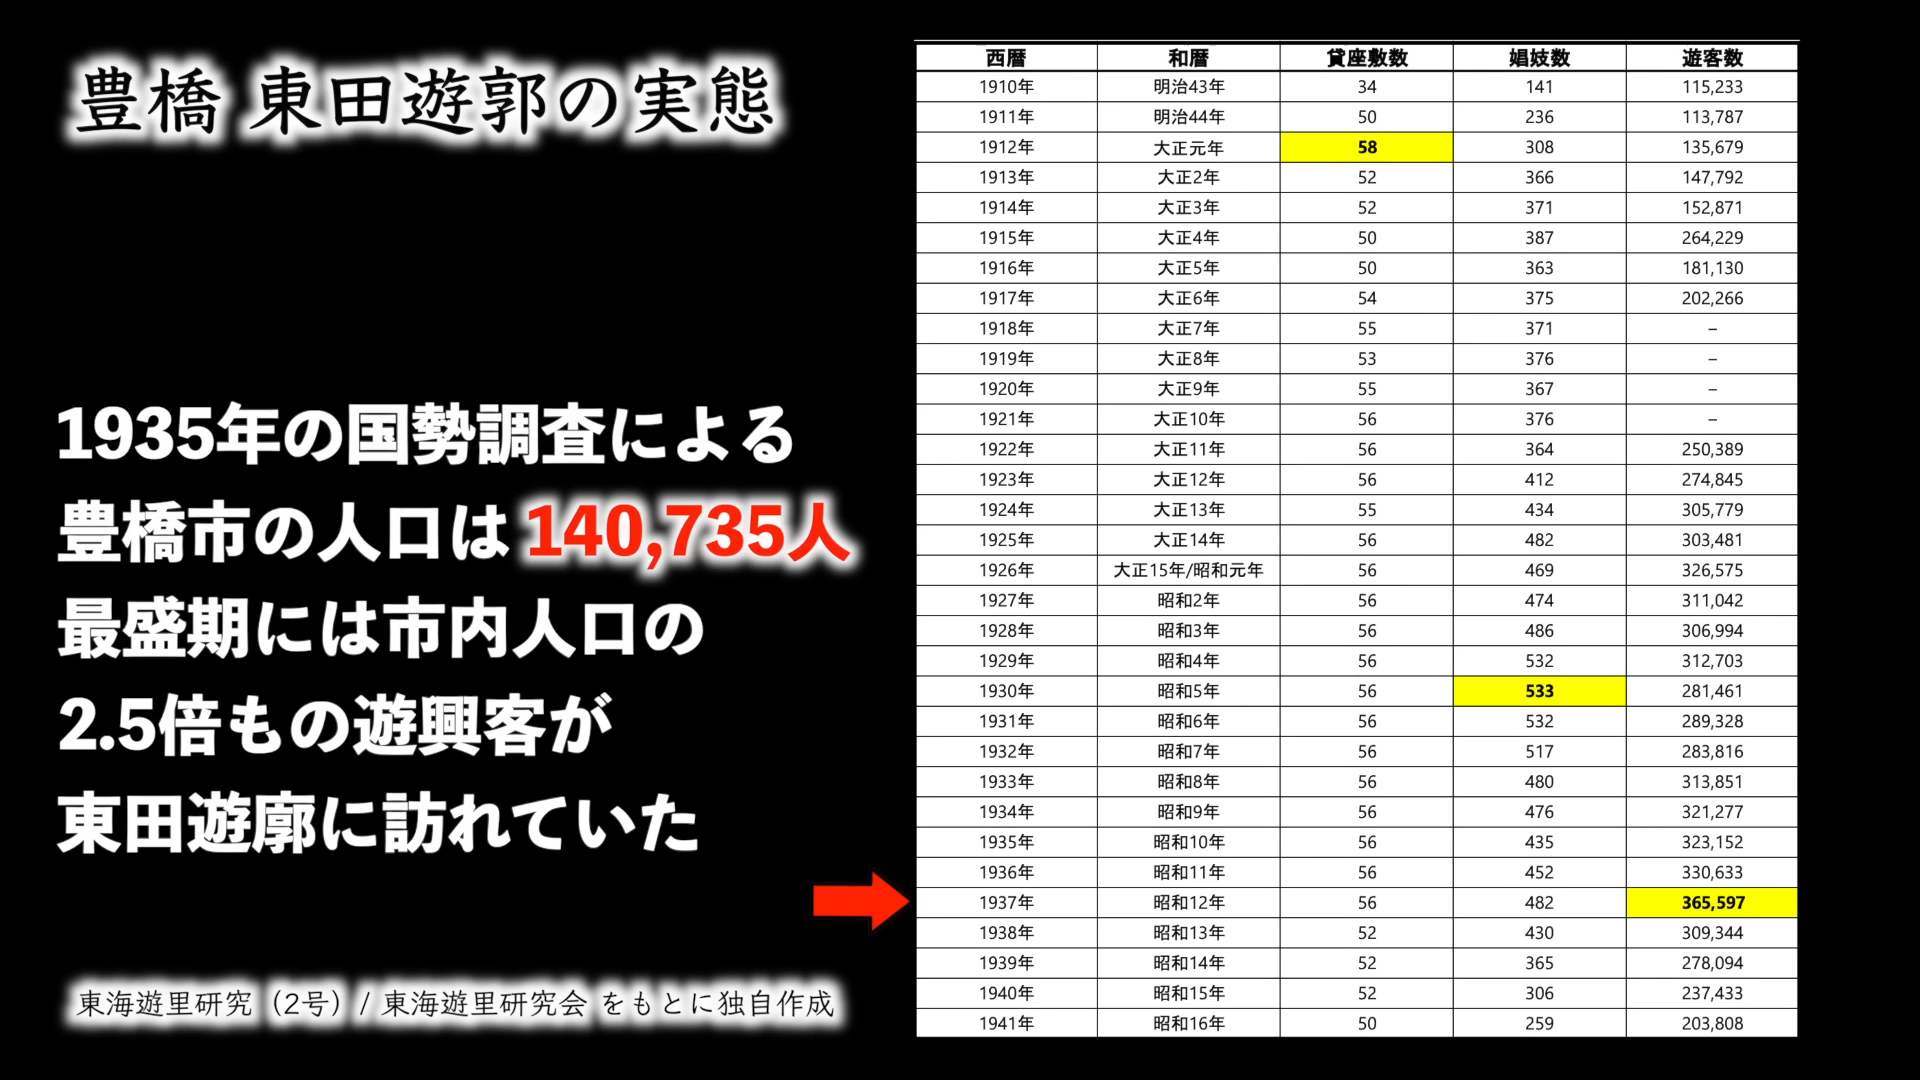 豊橋 東田遊郭の実態
1935年の国勢調査による
豊橋市の人口は 140,735人
最盛期には市内人口の
2.5倍もの遊興客が
東田遊廓に訪れていた
東海遊里研究（2号）/ 東海遊里研究会 をもとに独自作成
西暦 和暦 貸座敷数 娼妓数 遊客数
1910年 明治43年 34 141 115,233
1911年 明治44年 50 236 113,787
1912年 大正元年 58 308 135,679
1913年 大正2年 52 366 147,792
1914年 大正3年 52 371 152,871
1915年 大正4年 50 387 264,229
1916年 大正5年 50 363 181,130
1917年 大正6年 54 375 202,266
1918年 大正7年 55 371 –
1919年 大正8年 53 376 –
1920年 大正9年 55 367 –
1921年 大正10年 56 376 –
1922年 大正11年 56 364 250,389
1923年 大正12年 56 412 274,845
1924年 大正13年 55 434 305,779
1925年 大正14年 56 482 303,481
1926年 大正15年/昭和元年 56 469 326,575
1927年 昭和2年 56 474 311,042
1928年 昭和3年 56 486 306,994
1929年 昭和4年 56 532 312,703
1930年 昭和5年 56 533 281,461
1931年 昭和6年 56 532 289,328
1932年 昭和7年 56 517 283,816
1933年 昭和8年 56 480 313,851
1934年 昭和9年 56 476 321,277
1935年 昭和10年 56 435 323,152
1936年 昭和11年 56 452 330,633
1937年 昭和12年 56 482 365,597
1938年 昭和13年 52 430 309,344
1939年 昭和14年 52 365 278,094
1940年 昭和15年 52 306 237,433
1941年 昭和16年 50 259 203,808